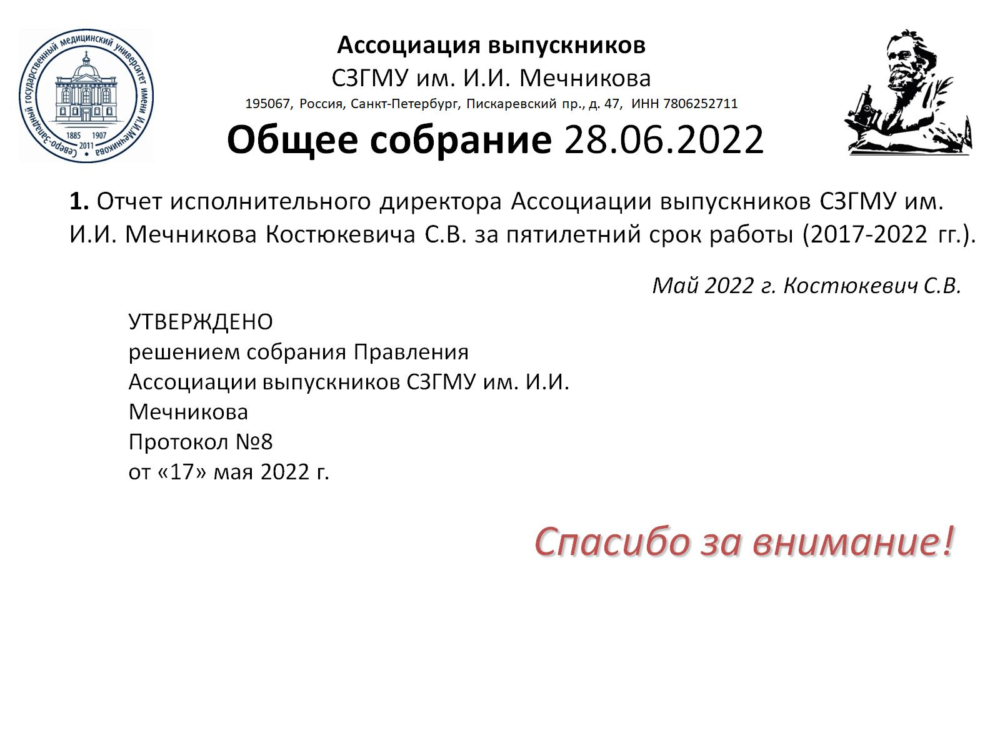 Северо-Западный государственный медицинский университет имени И.И.Мечникова
1885 1907
2011
Ассоциация выпускников
СЗГМУ им. И.И. Мечникова
195067, Россия, Санкт-Петербург, Пискаревский пр., д. 47, ИНН 7806252711
Общее собрание 28.06.2022
1. Отчет исполнительного директора Ассоциации выпускников СЗГМУ им.
И.И. Мечникова Костюкевича С.В. за пятилетний срок работы (2017-2022 гг.).
Май 2022 г. Костюкевич С.В.
УТВЕРЖДЕНО
решением собрания Правления
Ассоциации выпускников СЗГМУ им. И.И.
Мечникова
Протокол №8
от «17» мая 2022 г.
Спасибо за внимание!